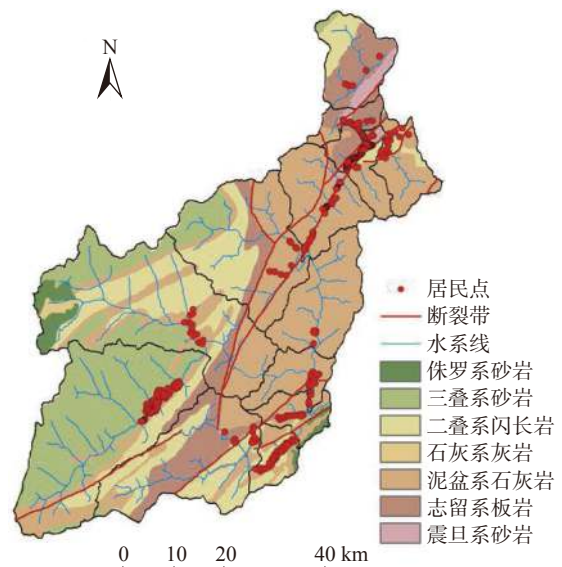 N
居民点
断裂带
水系线
侏罗系砂岩
三叠系砂岩
二叠系闪长岩
石灰系灰岩
泥盆系石灰岩
志留系板岩
震旦系砂岩
0 10 20 40 km